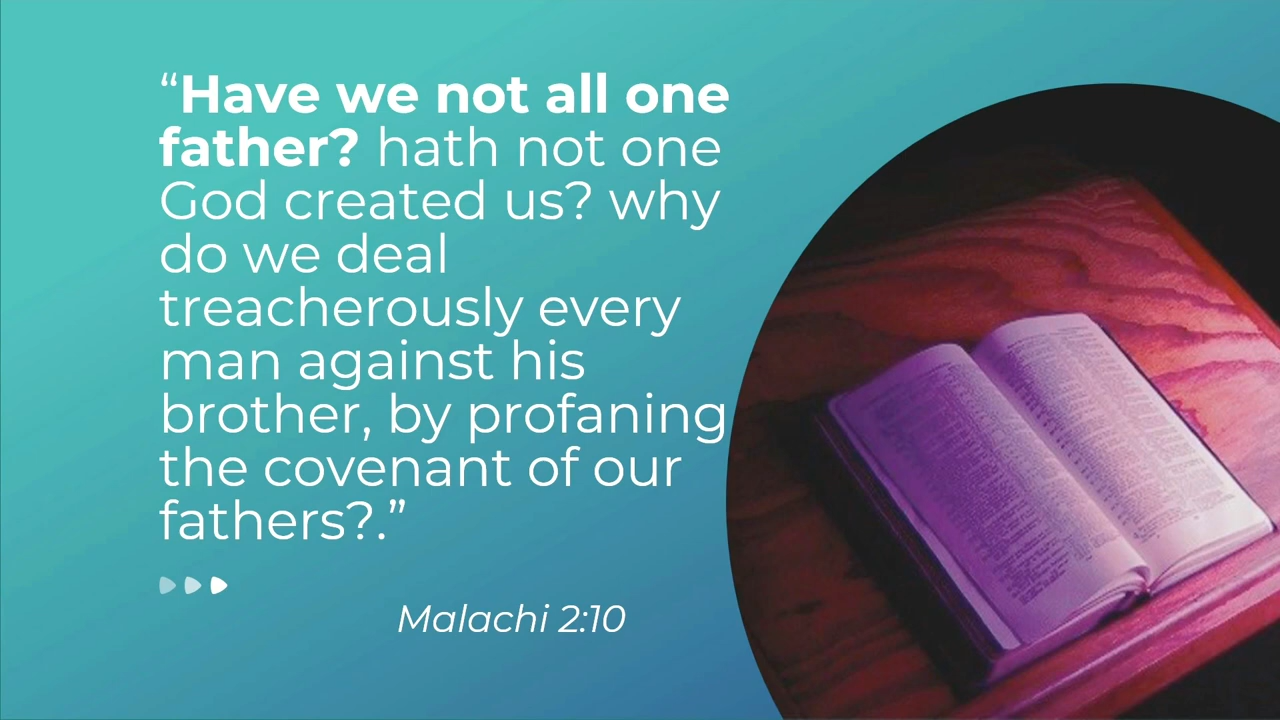 “Have we not all one
father? hath not one
God created us? why
do we deal
treacherously every
man against his
brother, by profaning
the covenant of our
fathers?.”
Malachi 2:10